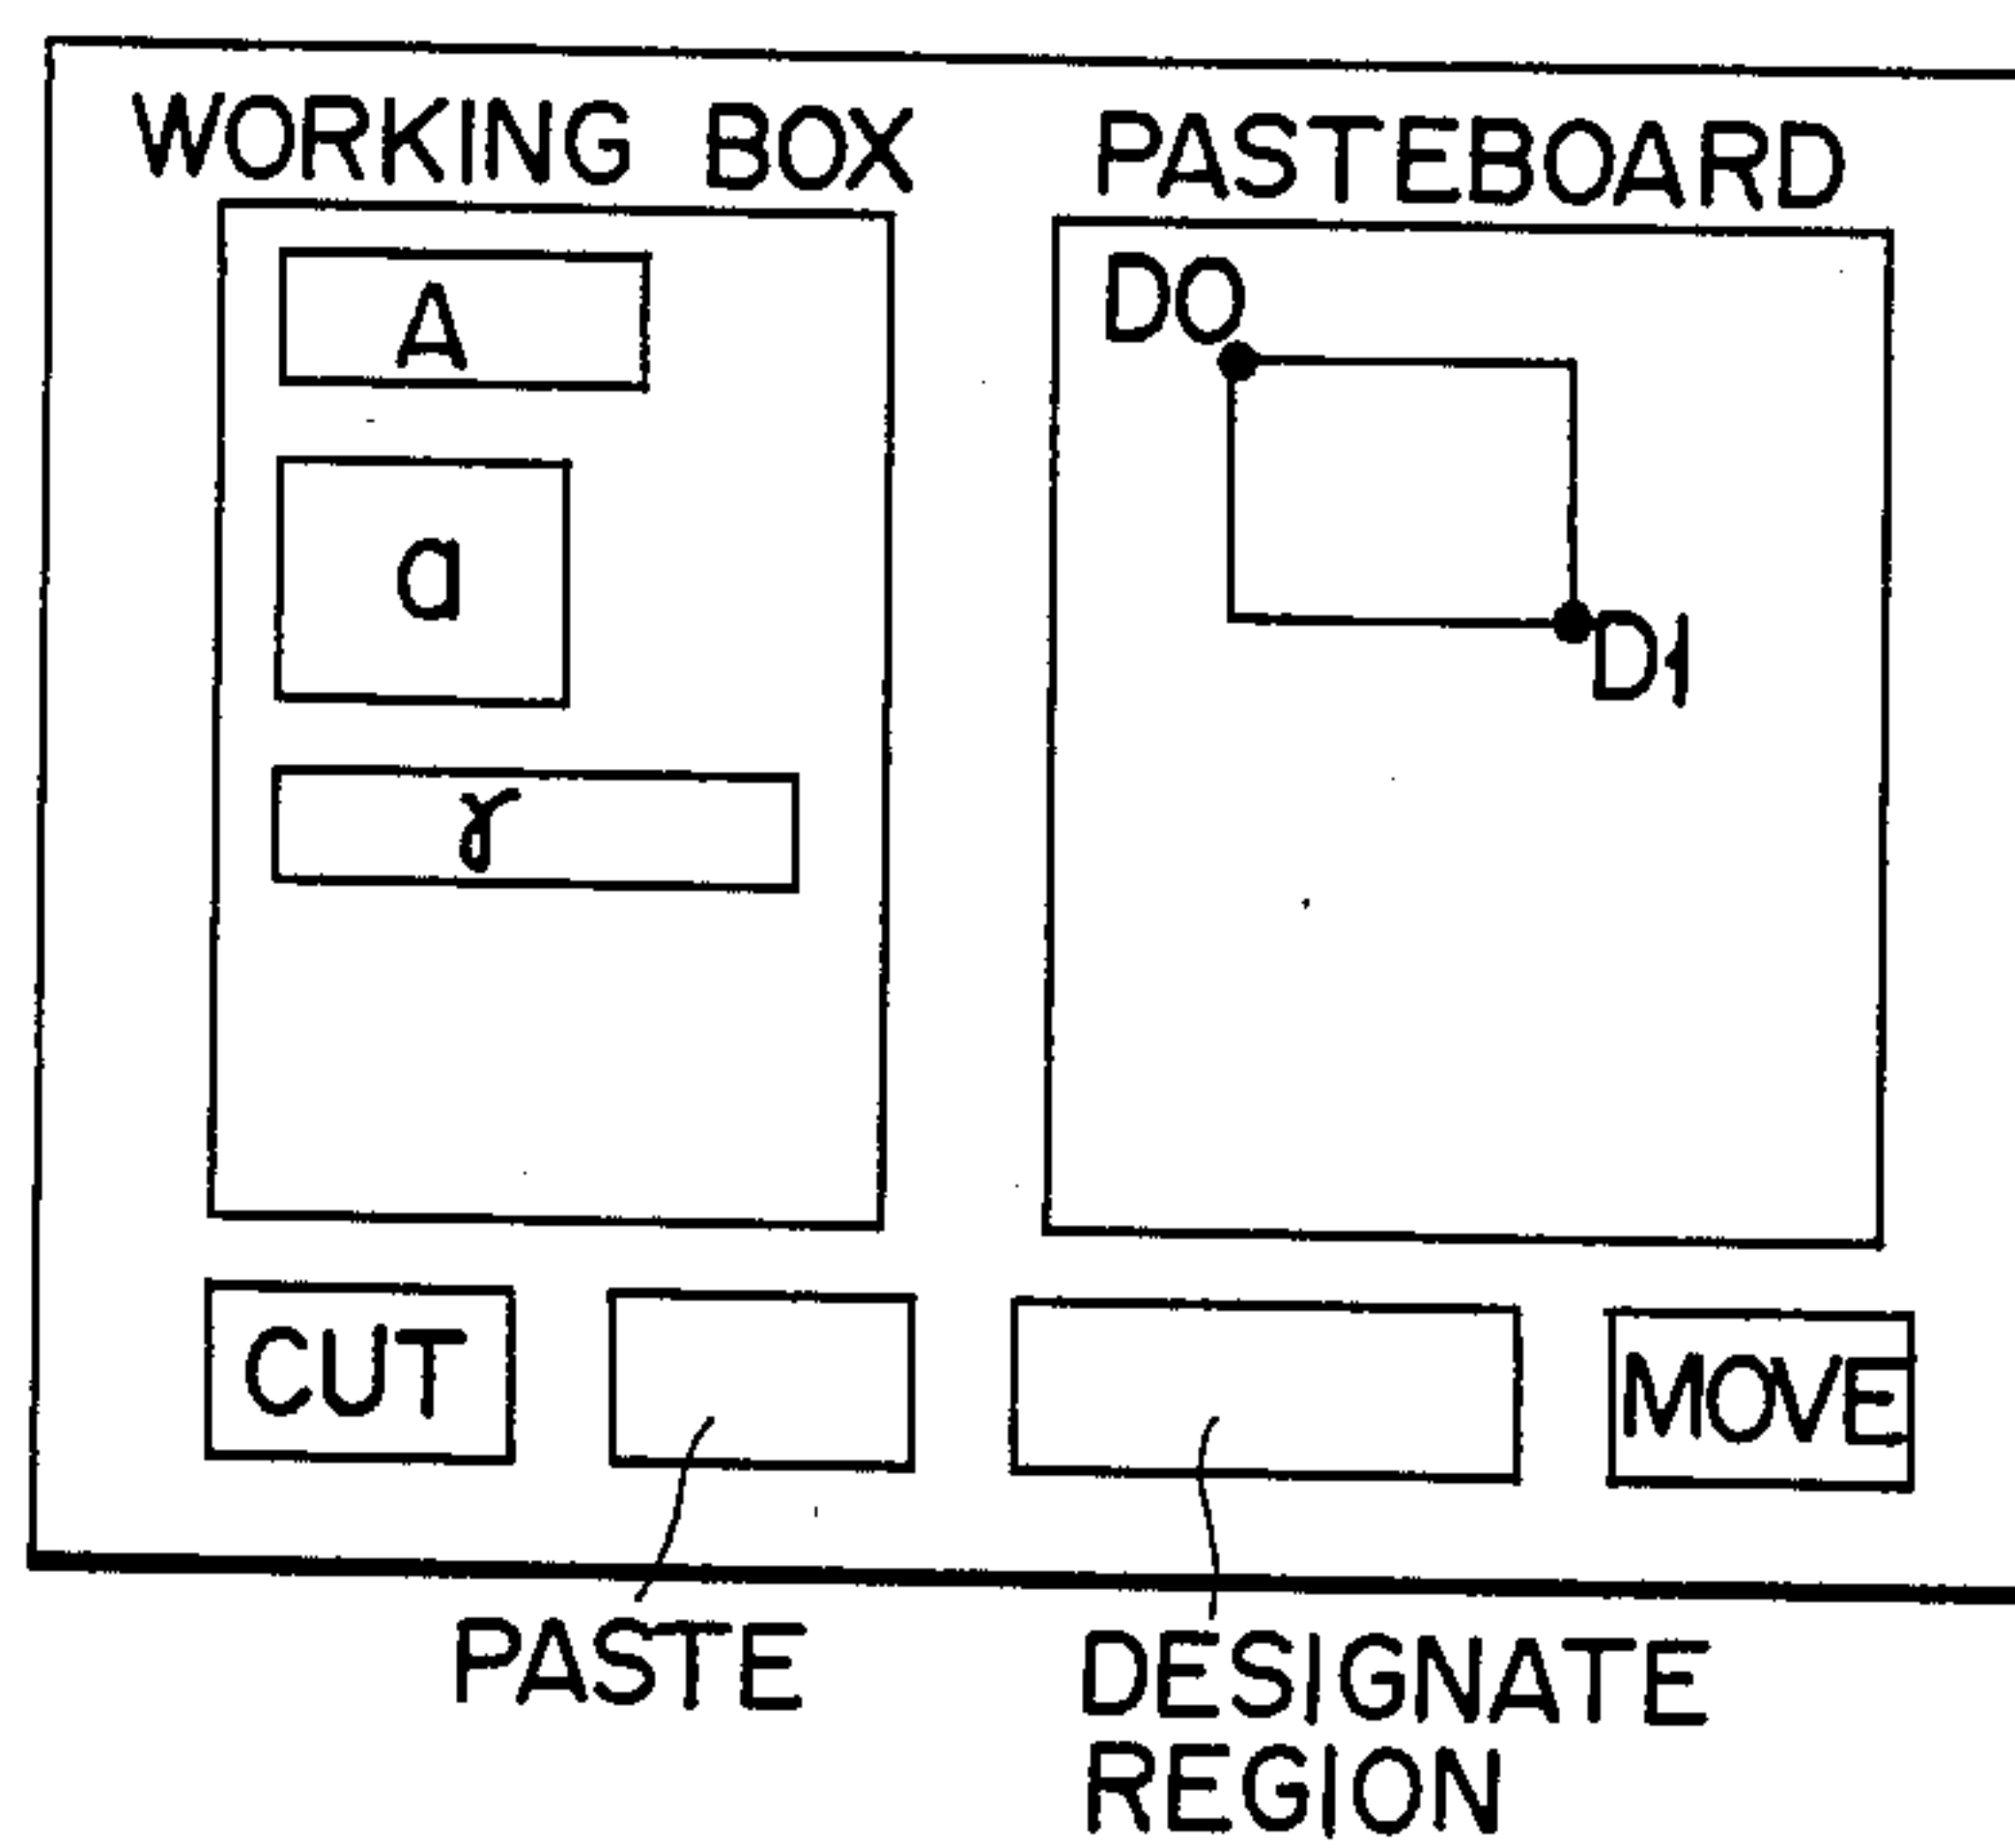 WORKING BOX
PASTEBOARD
A
a
γ
D0
D1
CUT
MOVE
PASTE
DESIGNATE
REGION